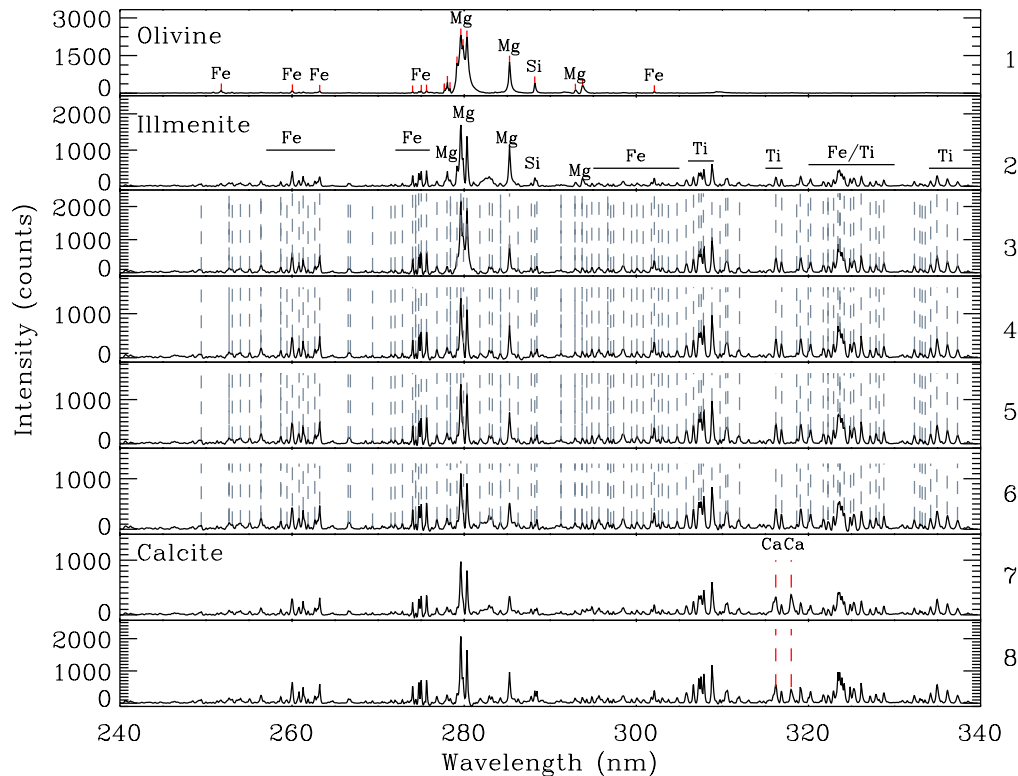 3000
Mg
Olivine
Mg
1500
Si
1
Fe
Fe
Fe
Fe
Mg
Fe
0
2000
Illmenite
Mg
Fe
Fe
Mg
Mg
Si
Mg
Fe
Ti
Ti
Fe/Ti
Ti
2
1000
0
2000
1000
3
0
1000
4
0
1000
5
0
1000
6
0
Calcite
CaCa
1000
7
0
2000
1000
8
0
240
260
280
300
320
340
Wavelength (nm)
Intensity (counts)